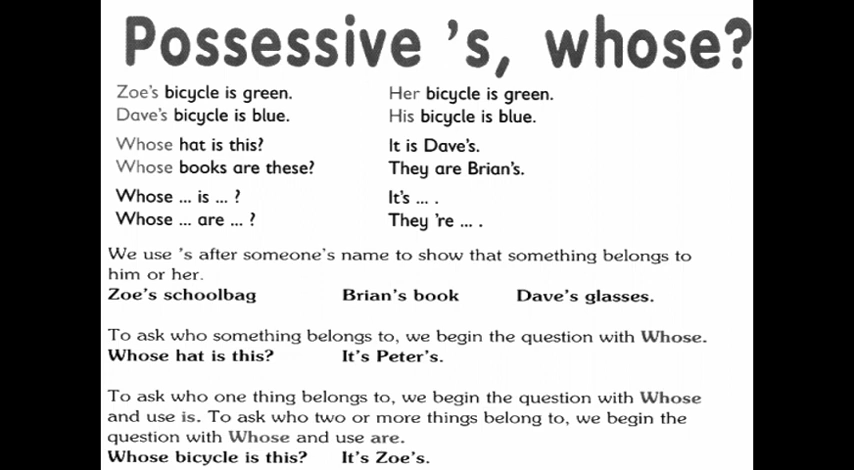 Possessive 's, whose?
Zoe's bicycle is green. Her bicycle is green.
Dave's bicycle is blue. His bicycle is blue.
Whose hat is this? It is Dave's.
Whose books are these? They are Brian's.
Whose ... is ... ? It's ... .
Whose ... are ... ? They 're ... .
We use 's after someone's name to show that something belongs to
him or her.
Zoe's schoolbag Brian's book Dave's glasses.
To ask who something belongs to, we begin the question with Whose.
Whose hat is this? It's Peter's.
To ask who one thing belongs to, we begin the question with Whose
and use is. To ask who two or more things belong to, we begin the
question with Whose and use are.
Whose bicycle is this? It's Zoe's.